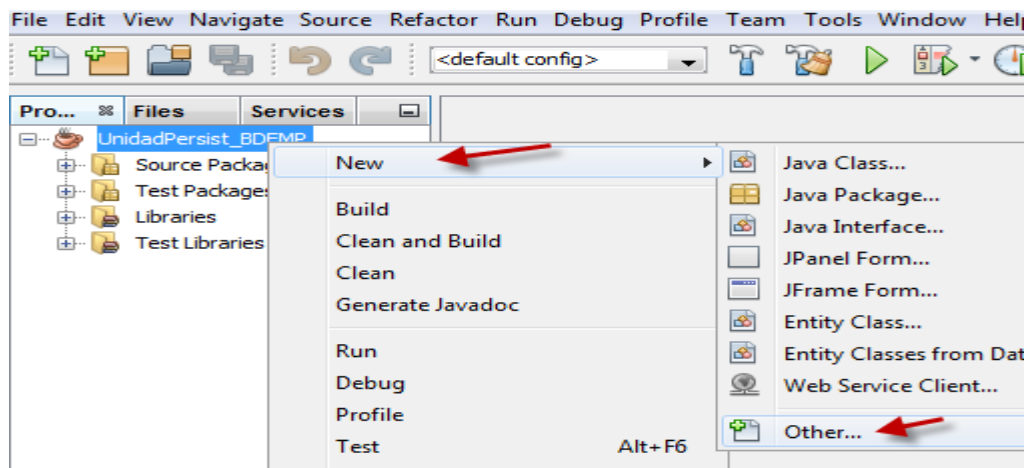 File Edit View Navigate Source Refactor Run Debug Profile Team Tools Window Help
<default config>
Pro... Files Services
UnidadPersist_BDEMP
Source Packa
Test Packages
Libraries
Test Libraries
New
Build
Clean and Build
Clean
Generate Javadoc
Run
Debug
Profile
Test Alt+F6
Java Class...
Java Package...
Java Interface...
JPanel Form...
JFrame Form...
Entity Class...
Entity Classes from Dat
Web Service Client...
Other...